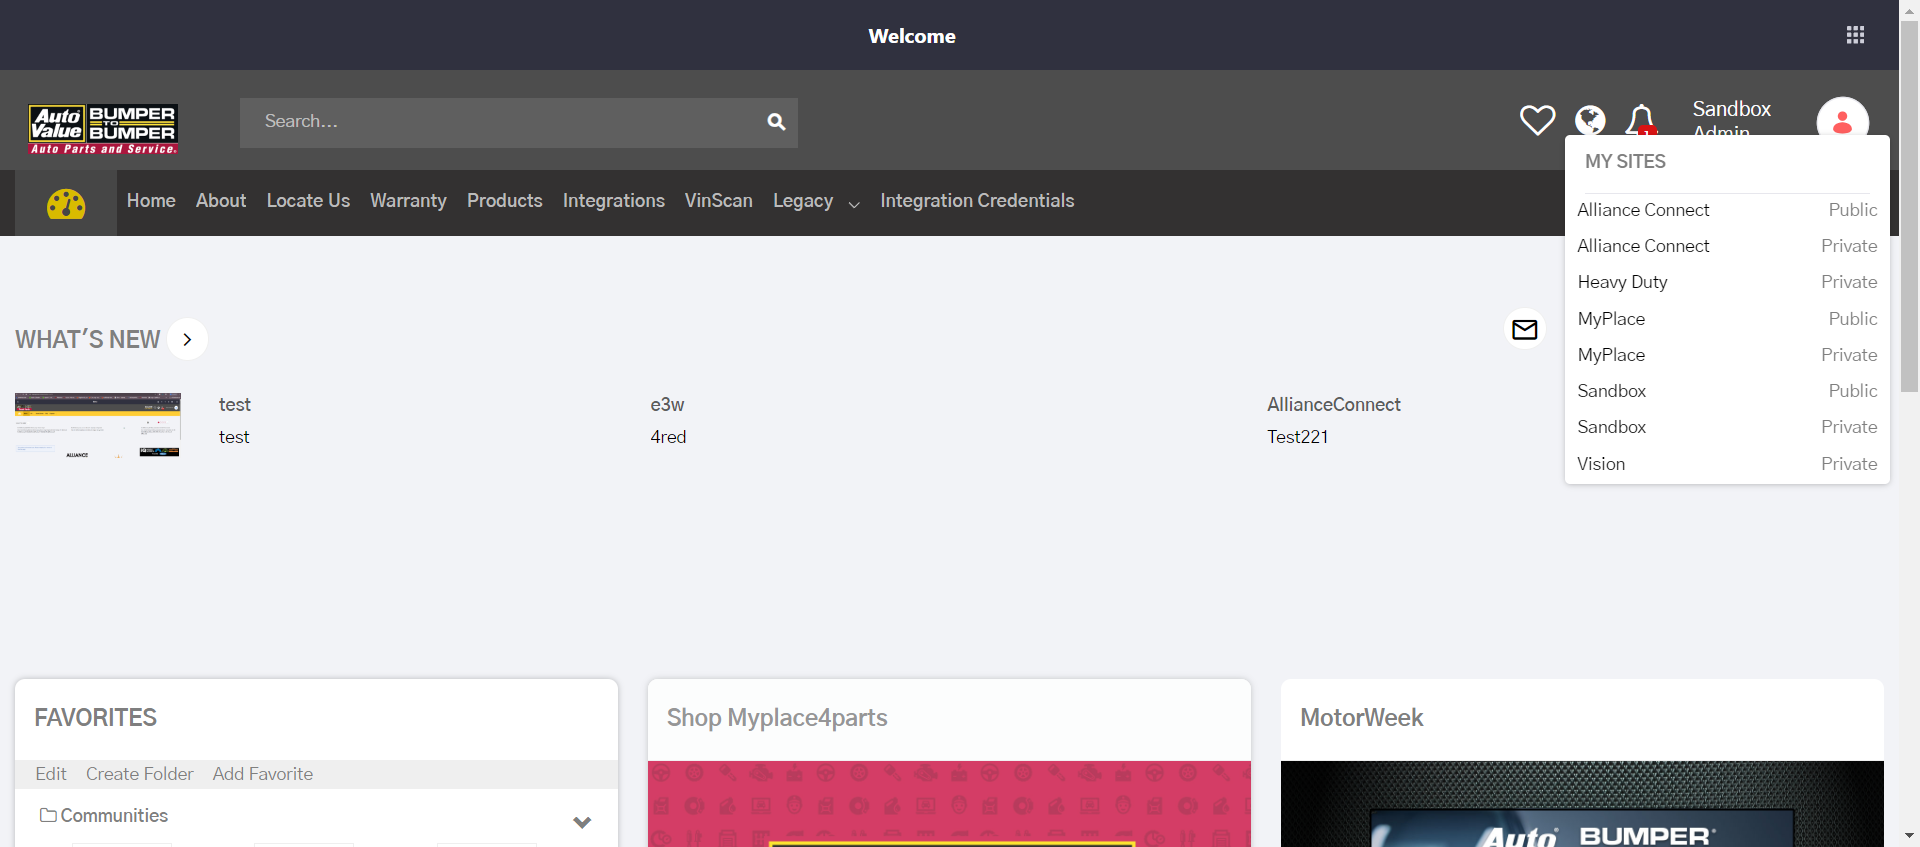 Welcome
Auto Value BUMPER TO BUMPER
Auto Parts and Service.
Search...
1
Sandbox
Admin
Home About Locate Us Warranty Products Integrations VinScan Legacy Integration Credentials
MY SITES
Alliance Connect Public
Alliance Connect Private
Heavy Duty Private
MyPlace Public
MyPlace Private
Sandbox Public
Sandbox Private
Vision Private
WHAT'S NEW
test
test
e3w
4red
AllianceConnect
Test221
ALLIANCE
FAVORITES
Edit Create Folder Add Favorite
Communities
Shop Myplace4parts
MotorWeek
Auto BUMPER